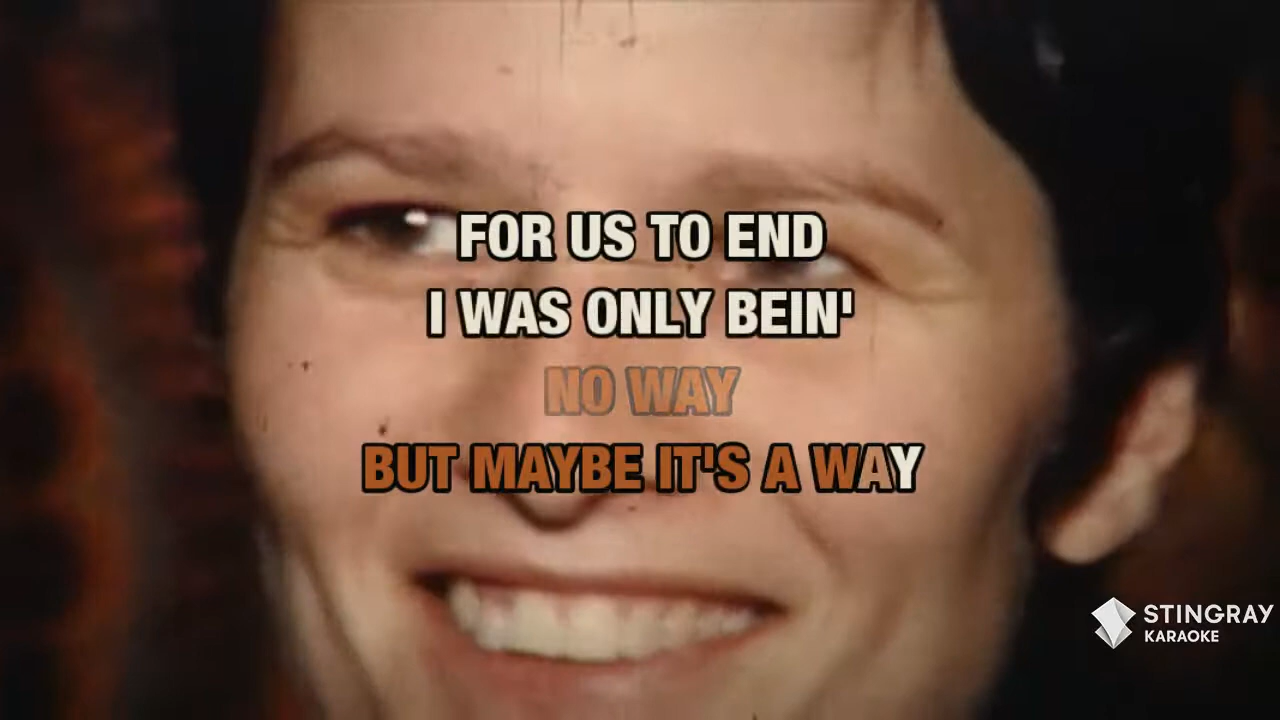 FOR US TO END
I WAS ONLY BEIN'
NO WAY
BUT MAYBE IT'S A WAY
STINGRAY
KARAOKE